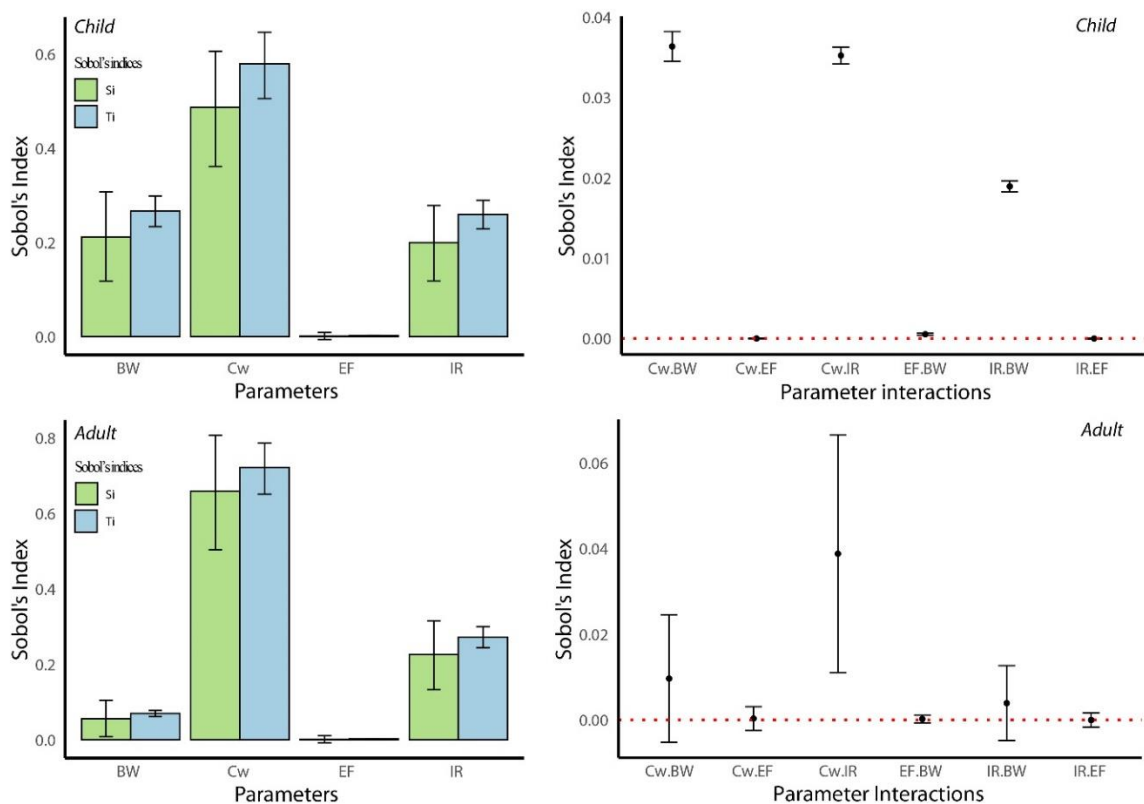 Child
Sobol's indices
Si
Ti
0.6
0.4
0.2
0.0
Sobol's Index
BW Cw EF IR
Parameters
Child
0.04
0.03
0.02
0.01
0.00
Sobol's Index
Cw.BW Cw.EF Cw.IR EF.BW IR.BW IR.EF
Parameter interactions
Adult
Sobol's indices
Si
Ti
0.8
0.6
0.4
0.2
0.0
Sobol's Index
BW Cw EF IR
Parameters
Adult
0.06
0.04
0.02
0.00
Sobol's Index
Cw.BW Cw.EF Cw.IR EF.BW IR.BW IR.EF
Parameter Interactions